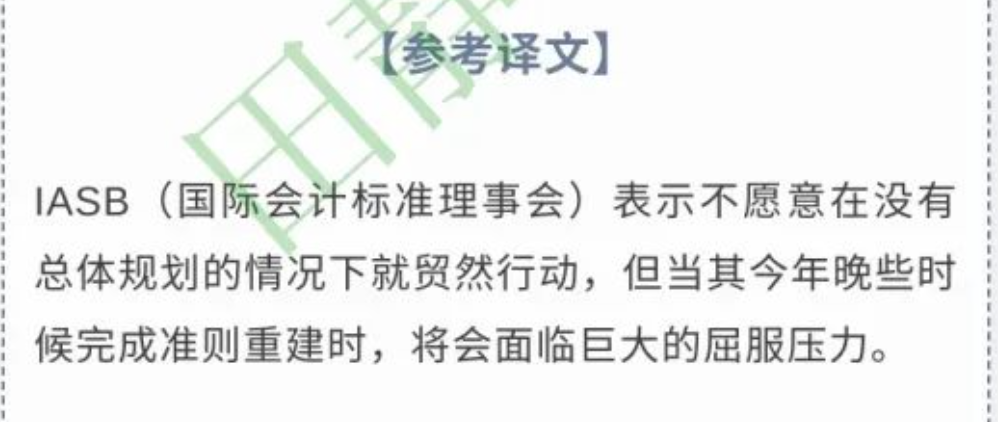 【参考译文】
IASB（国际会计标准理事会）表示不愿意在没有
总体规划的情况下就贸然行动，但当其今年晚些时
候完成准则重建时，将会面临巨大的屈服压力。
田静